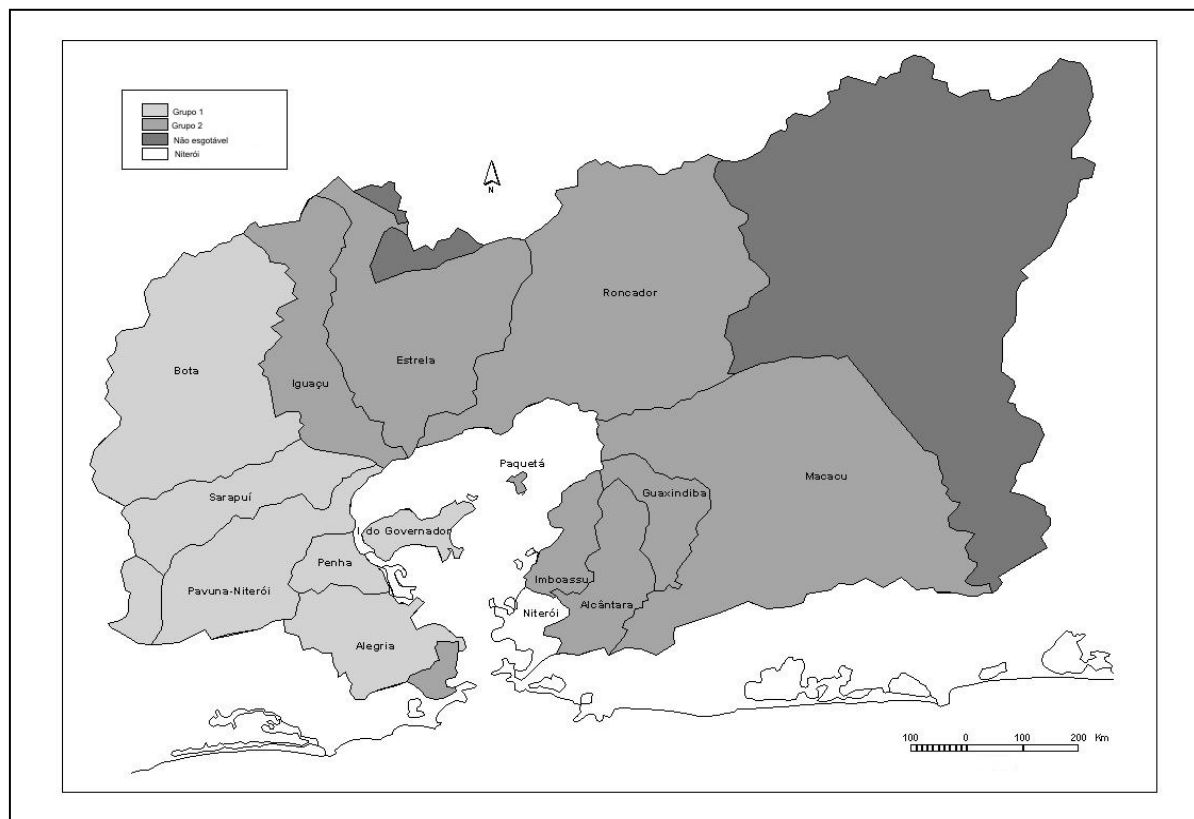 Grupo 1
Grupo 2
Não esgotável
Niterói
N
Roncador
Estrela
Bota
Iguaçu
Paquetá
Macacu
Sarapuí
Guaxindiba
I. do Governador
Penha
Imboassu
Pavuna-Niterói
Alcântara
Niterói
Alegria
100 0 100 200 Km